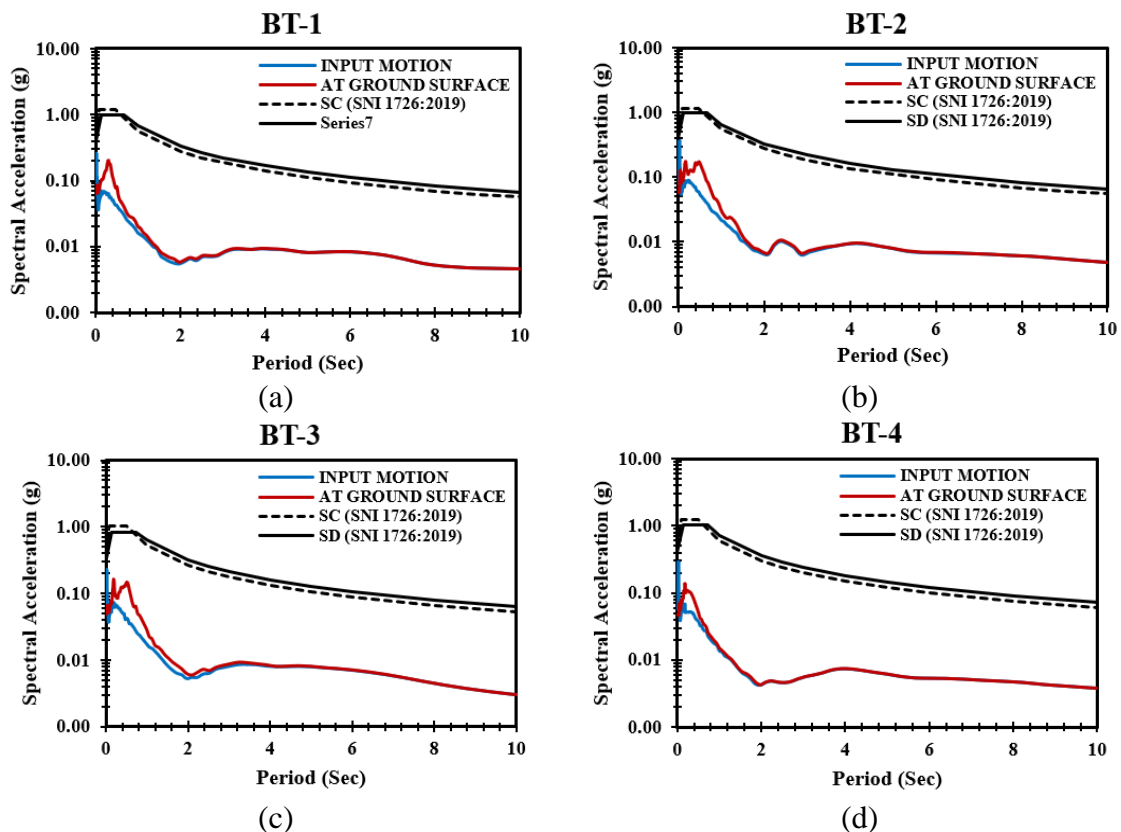 BT-1
10.00
1.00
0.10
0.01
0.00
Spectral Acceleration (g)
INPUT MOTION
AT GROUND SURFACE
SC (SNI 1726:2019)
Series7
0 2 4 6 8 10
Period (Sec)
(a)
BT-2
10.00
1.00
0.10
0.01
0.00
Spectral Acceleration (g)
INPUT MOTION
AT GROUND SURFACE
SC (SNI 1726:2019)
SD (SNI 1726:2019)
0 2 4 6 8 10
Period (Sec)
(b)
BT-3
10.00
1.00
0.10
0.01
0.00
Spectral Acceleration (g)
INPUT MOTION
AT GROUND SURFACE
SC (SNI 1726:2019)
SD (SNI 1726:2019)
0 2 4 6 8 10
Period (Sec)
(c)
BT-4
10.00
1.00
0.10
0.01
0.00
Spectral Acceleration (g)
INPUT MOTION
AT GROUND SURFACE
SC (SNI 1726:2019)
SD (SNI 1726:2019)
0 2 4 6 8 10
Period (Sec)
(d)